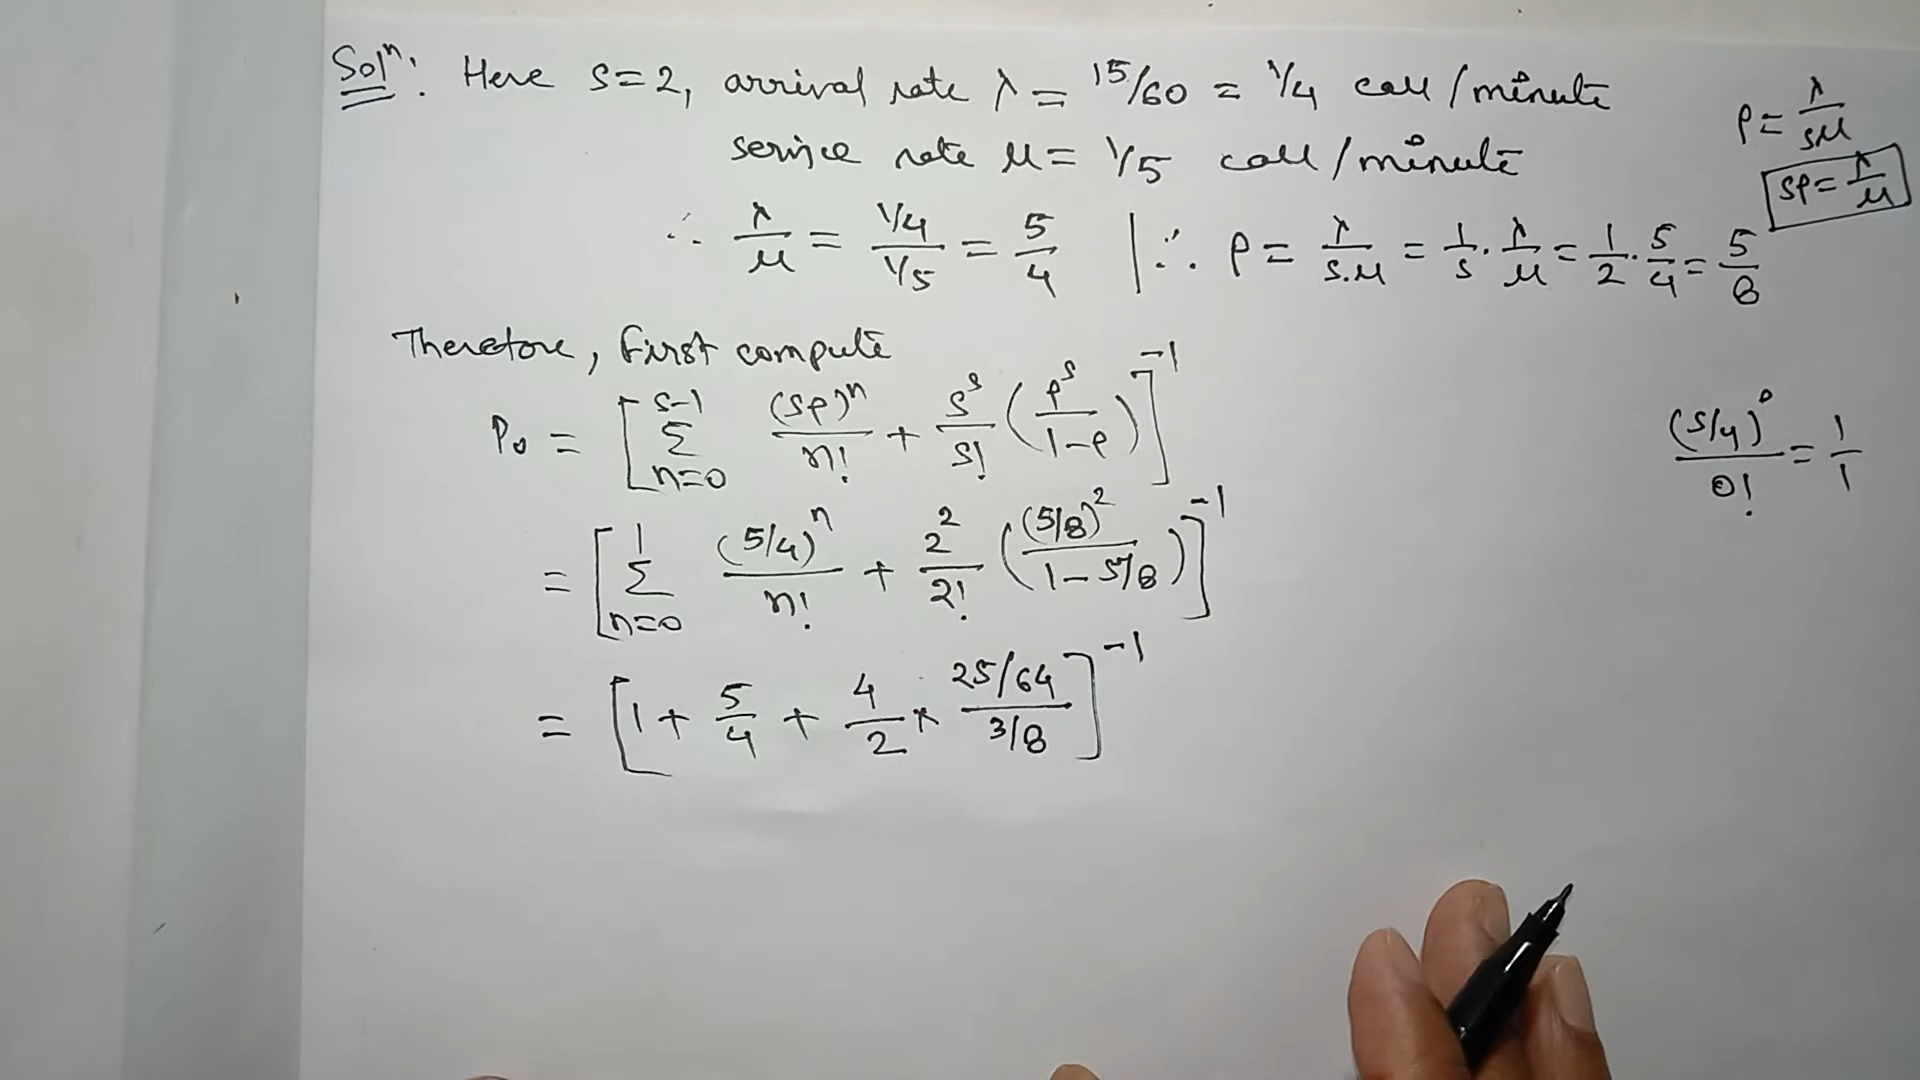 Solⁿ: Here s=2, arrival rate λ = 15/60 = 1/4 call/minute
service rate μ = 1/5 call/minute
ρ = λ/sμ
sρ = λ/μ
∴ λ/μ = (1/4)/(1/5) = 5/4 | ∴ ρ = λ/s.μ = 1/s · λ/μ = 1/2 · 5/4 = 5/8
Therefore, first compute
P₀ = [Σ_{n=0}^{s-1} (sρ)ⁿ/n! + s^s/s! (ρ^s/(1-ρ))]⁻¹
(5/4)⁰/0! = 1/1
= [Σ_{n=0}^{1} (5/4)ⁿ/n! + 2²/2! ((5/8)²/(1-5/8))]⁻¹
= [1 + 5/4 + 4/2 × (25/64)/(3/8)]⁻¹